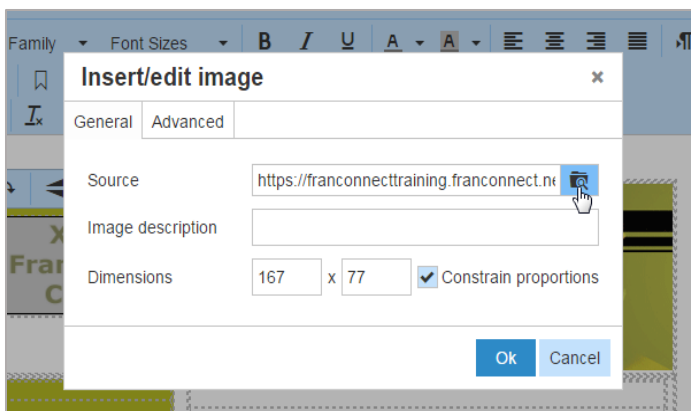 Family Font Sizes B I U A A
Insert/edit image ×
General Advanced
Source https://franconnecttraining.franconnect.ne
Image description
Dimensions 167 x 77 Constrain proportions
Ok Cancel
X
Fran
C